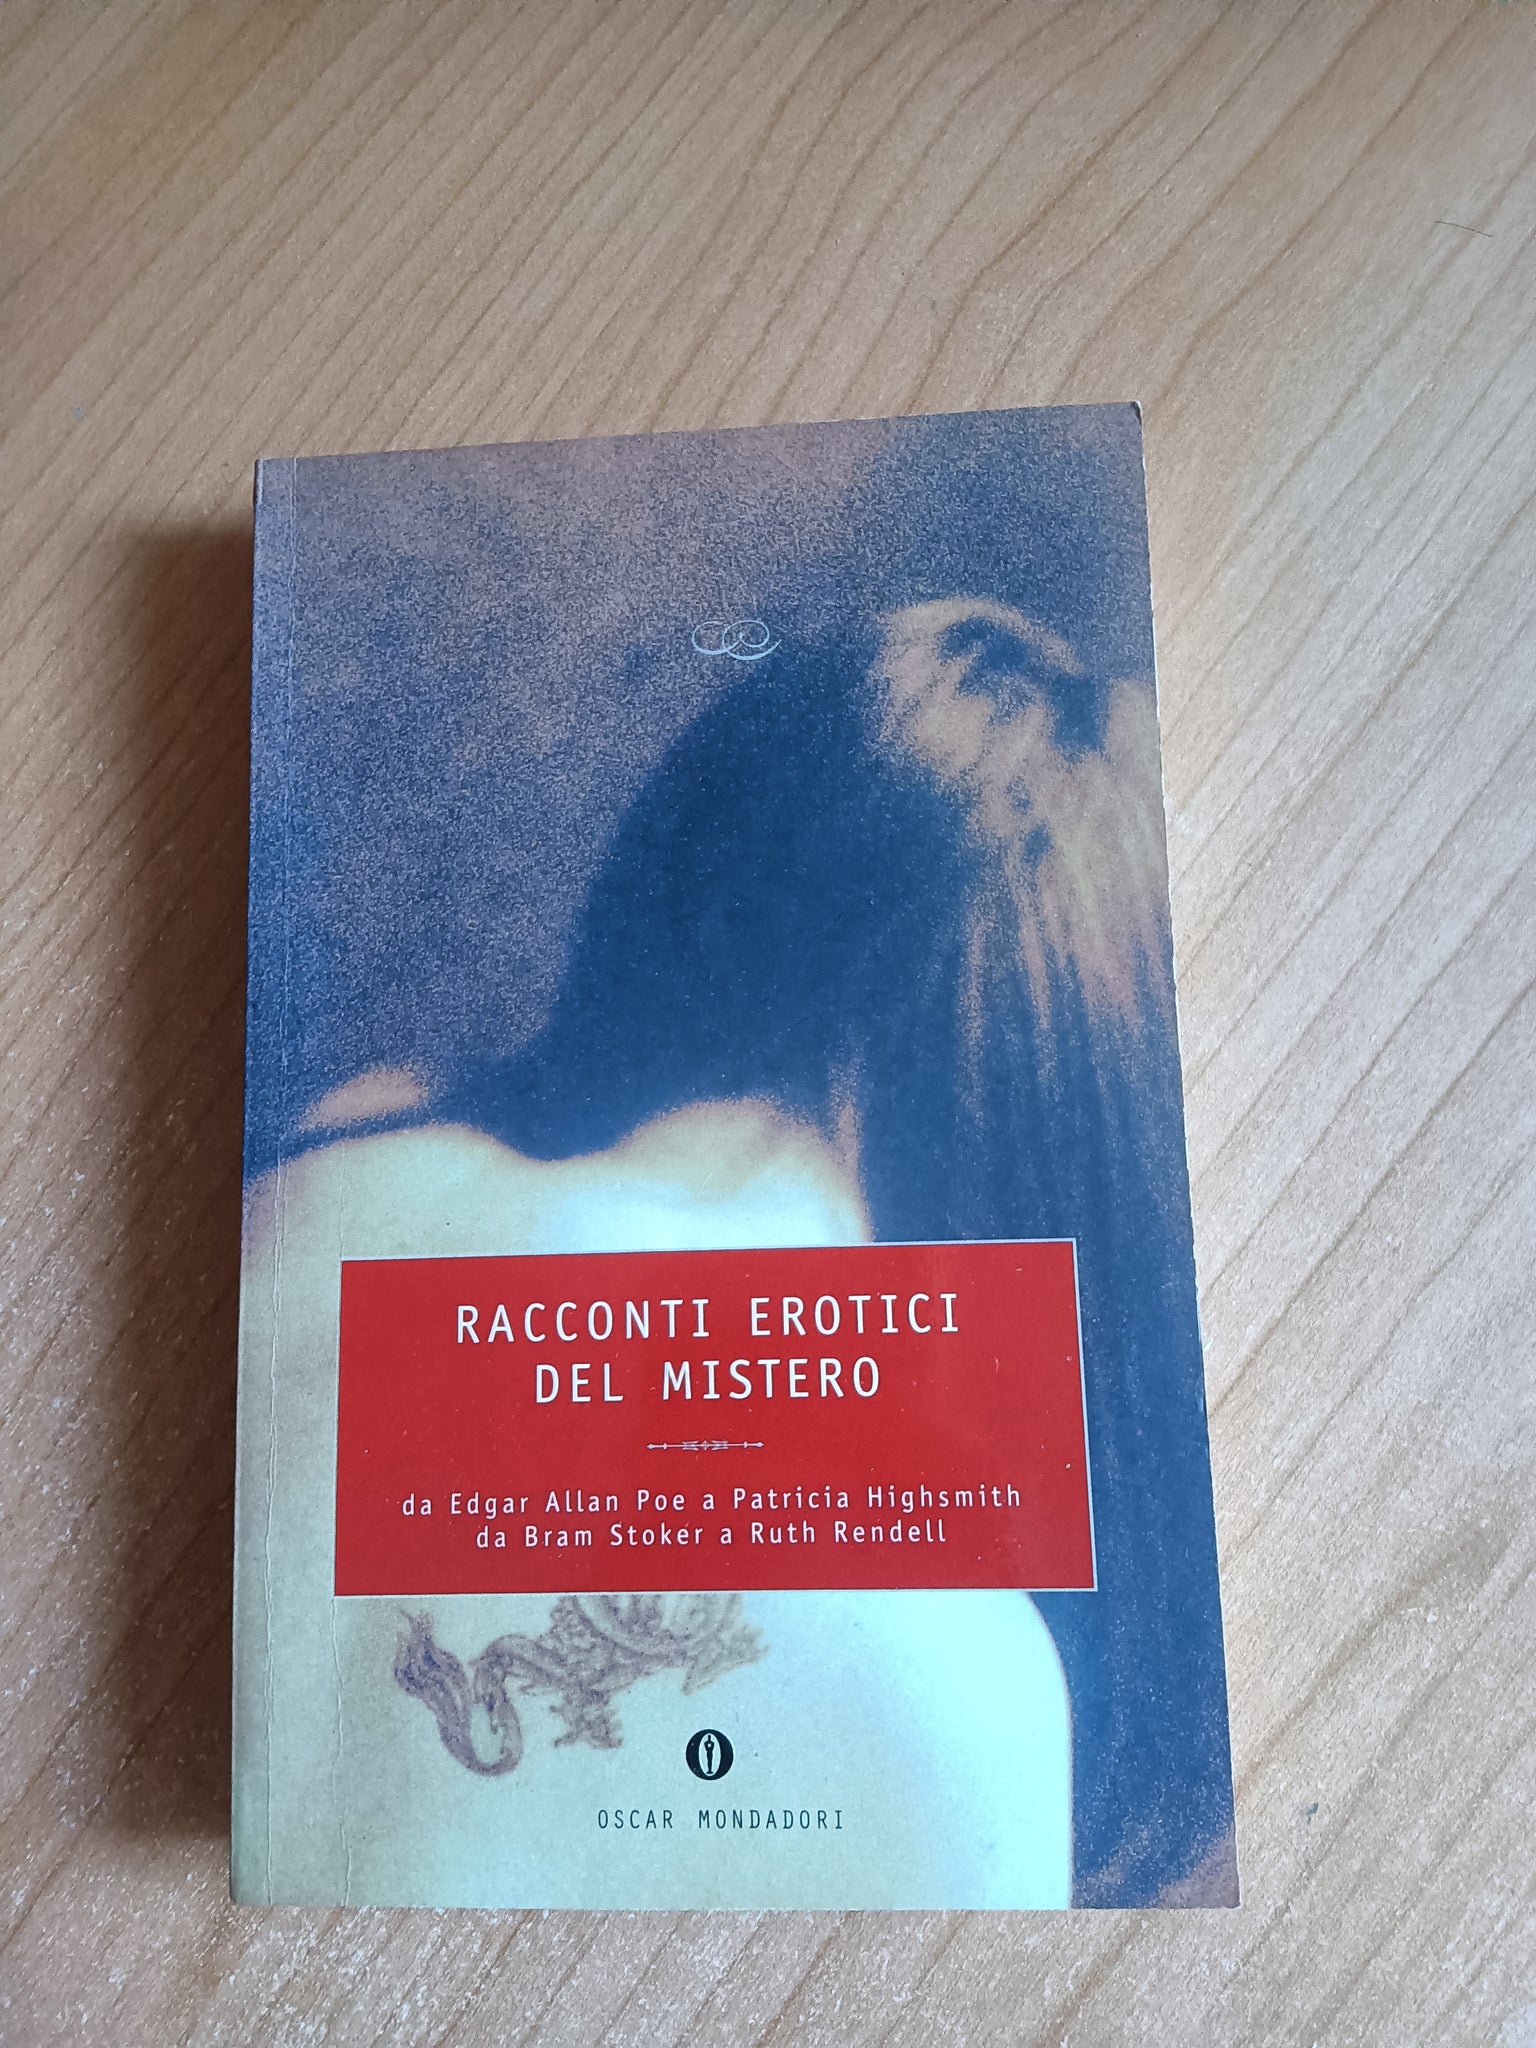 RACCONTI EROTICI
DEL MISTERO
da Edgar Allan Poe a Patricia Highsmith
da Bram Stoker a Ruth Rendell
OSCAR MONDADORI